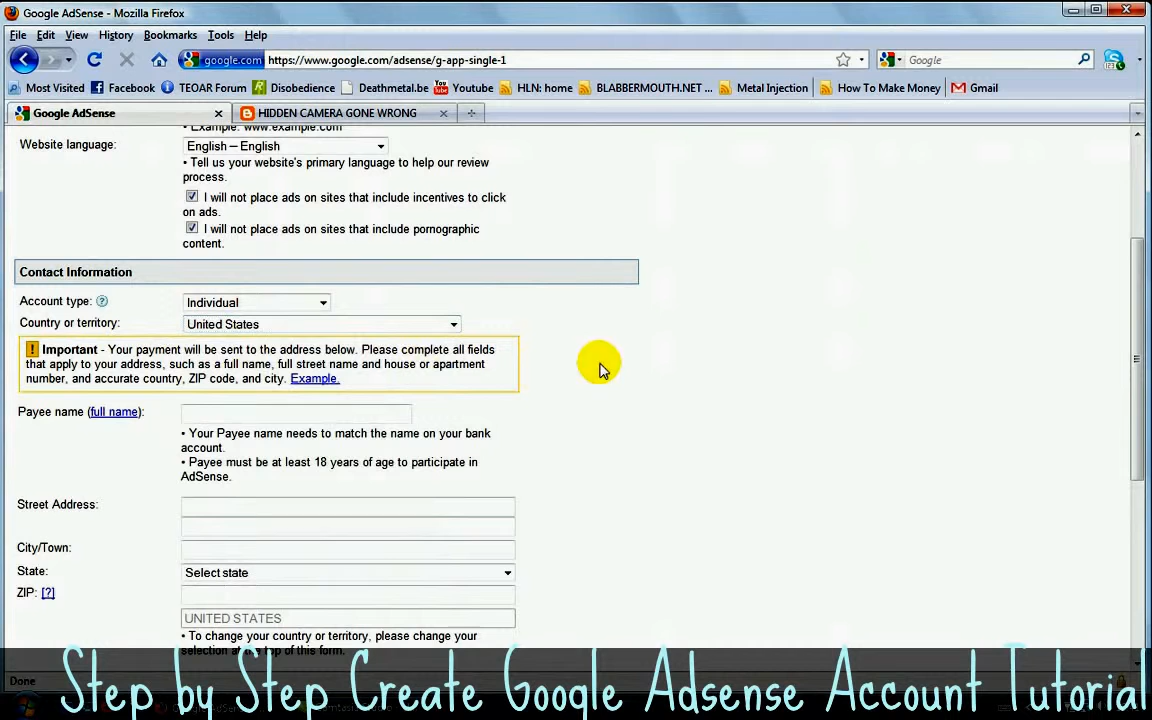 Google AdSense - Mozilla Firefox
File Edit View History Bookmarks Tools Help
google.com https://www.google.com/adsense/g-app-single-1 Google
Most Visited Facebook TEOAR Forum Disobedience Deathmetal.be Youtube HLN: home BLABBERMOUTH.NET ... Metal Injection How To Make Money Gmail
Google AdSense HIDDEN CAMERA GONE WRONG
• Example: www.example.com
Website language: English — English
• Tell us your website's primary language to help our review
process.
I will not place ads on sites that include incentives to click
on ads.
I will not place ads on sites that include pornographic
content.
Contact Information
Account type: Individual
Country or territory: United States
! Important - Your payment will be sent to the address below. Please complete all fields
that apply to your address, such as a full name, full street name and house or apartment
number, and accurate country, ZIP code, and city. Example.
Payee name (full name):
• Your Payee name needs to match the name on your bank
account.
• Payee must be at least 18 years of age to participate in
AdSense.
Street Address:
City/Town:
State: Select state
ZIP: [?]
UNITED STATES
• To change your country or territory, please change your
selection at the top of this form.
Done
Step by Step Create Google Adsense Account Tutorial